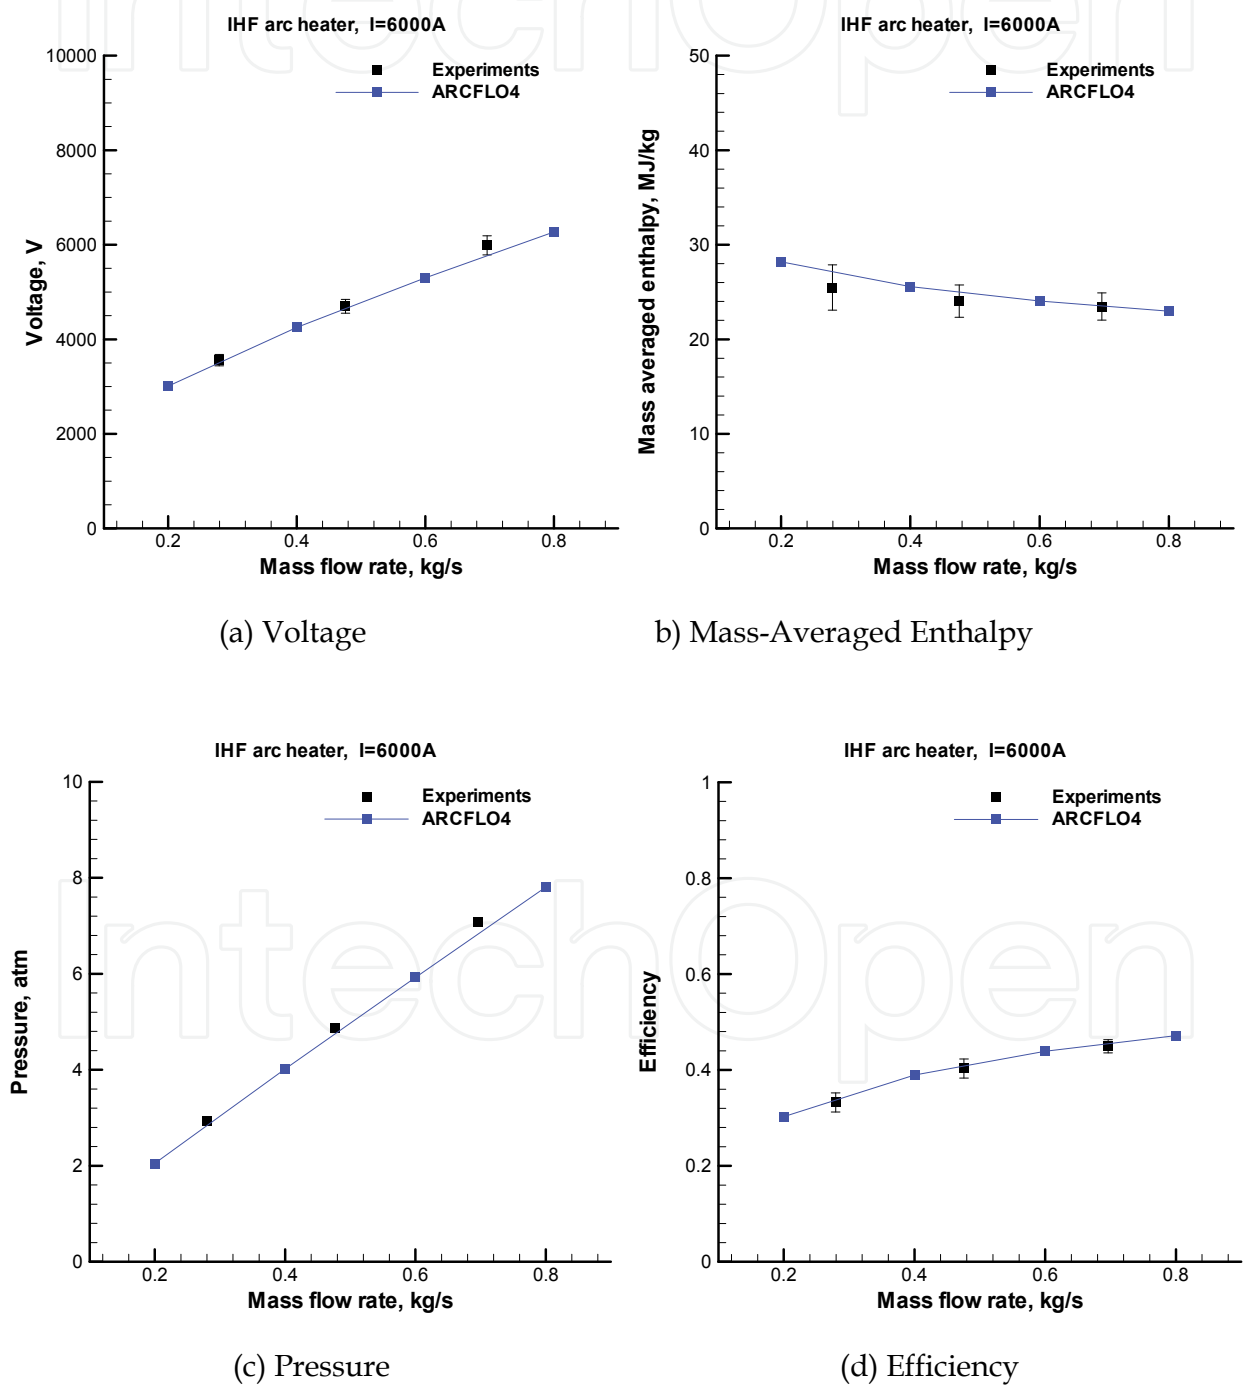 IHF arc heater, I=6000A
Experiments
ARCFLO4
Voltage, V
10000
8000
6000
4000
2000
0
0.2 0.4 0.6 0.8
Mass flow rate, kg/s
(a) Voltage
IHF arc heater, I=6000A
Experiments
ARCFLO4
Mass averaged enthalpy, MJ/kg
50
40
30
20
10
0
0.2 0.4 0.6 0.8
Mass flow rate, kg/s
b) Mass-Averaged Enthalpy
IHF arc heater, I=6000A
Experiments
ARCFLO4
Pressure, atm
10
8
6
4
2
0
0.2 0.4 0.6 0.8
Mass flow rate, kg/s
(c) Pressure
IHF arc heater, I=6000A
Experiments
ARCFLO4
Efficiency
1
0.8
0.6
0.4
0.2
0
0.2 0.4 0.6 0.8
Mass flow rate, kg/s
(d) Efficiency
IntechOpen
IntechOpen